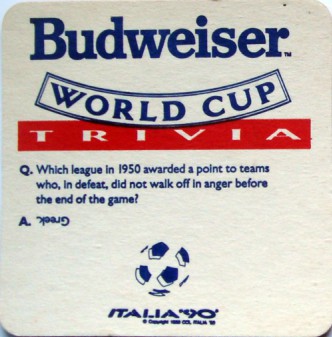 Budweiser™
WORLD CUP
TRIVIA
Q. Which league in 1950 awarded a point to teams
who, in defeat, did not walk off in anger before
the end of the game?
A. Greek
ITALIA '90